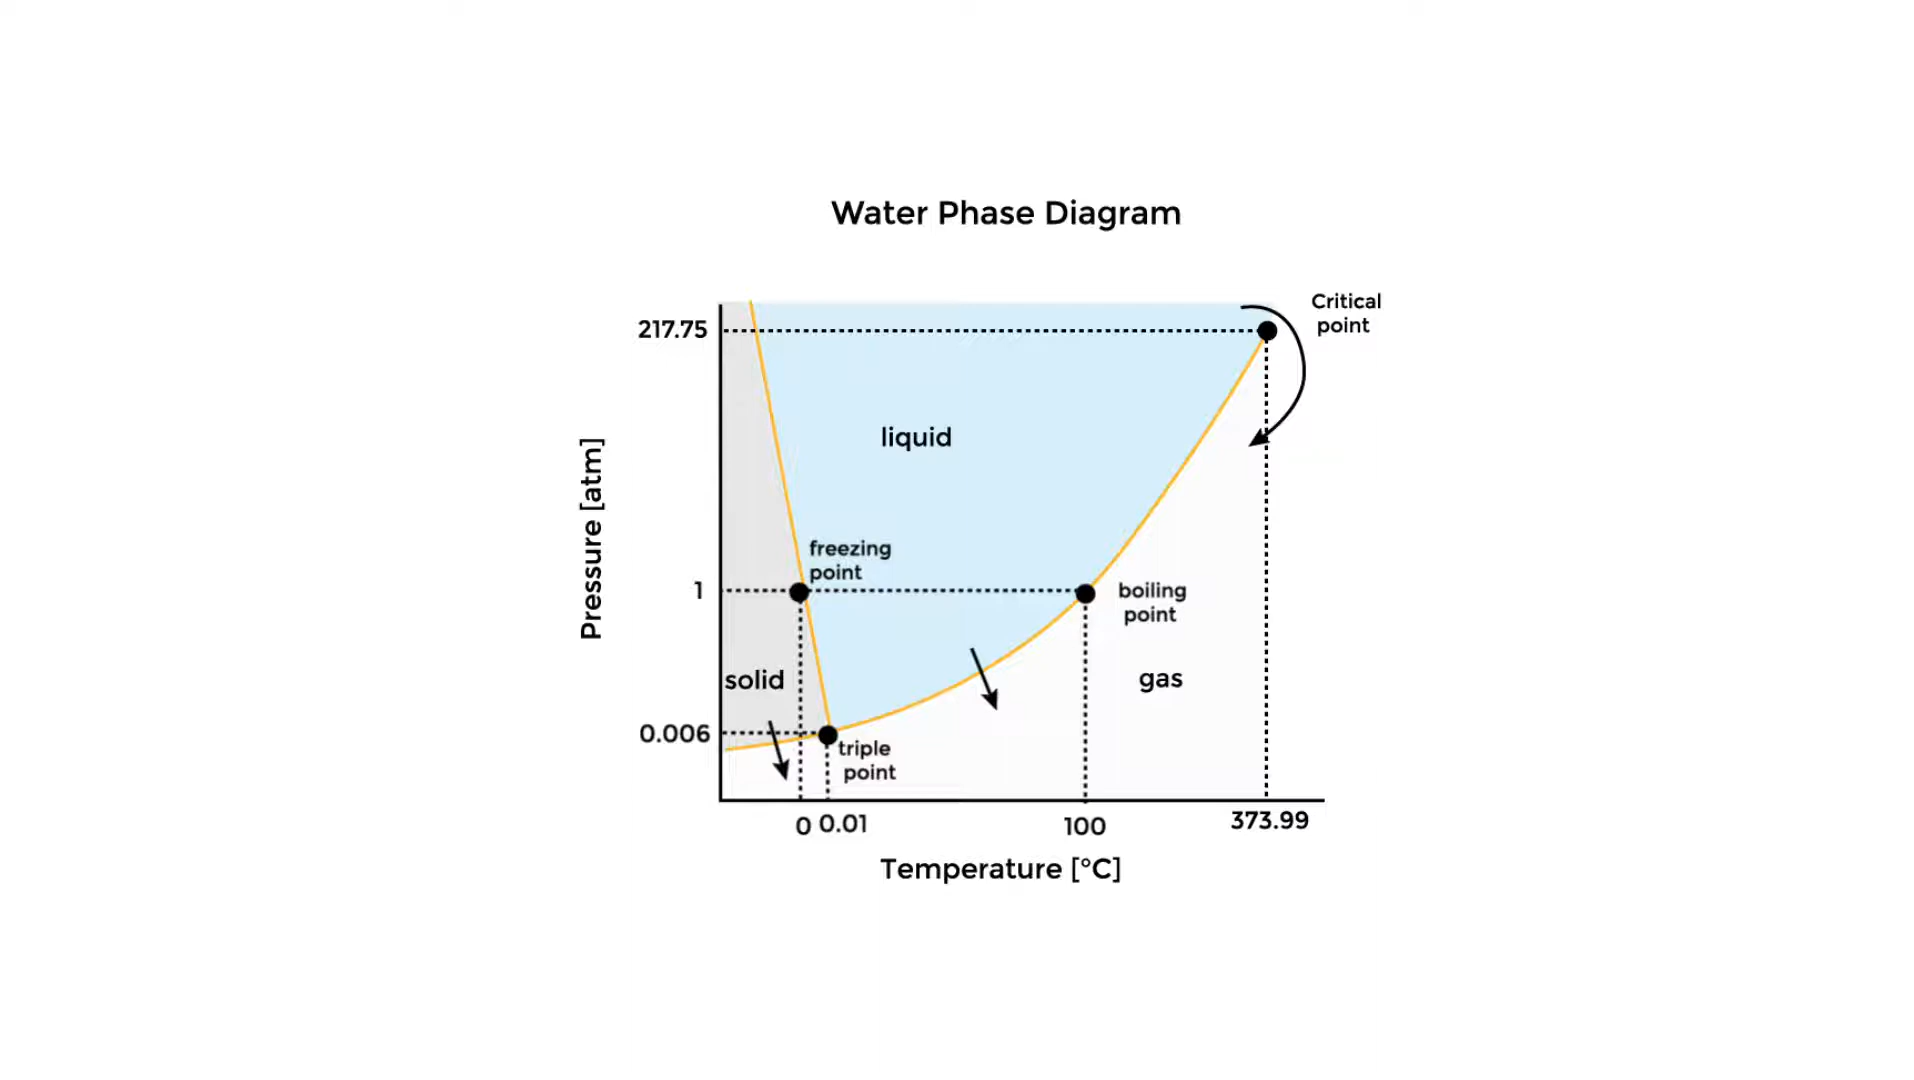 Water Phase Diagram
Critical
point
217.75
liquid
Pressure [atm]
freezing
point
1
boiling
point
solid
gas
0.006
triple
point
0
0.01
100
373.99
Temperature [°C]